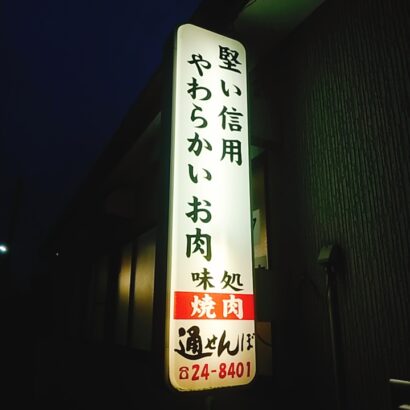 堅い信用
やわらかいお肉
味処
焼肉
通せんぼ
☎24-8401